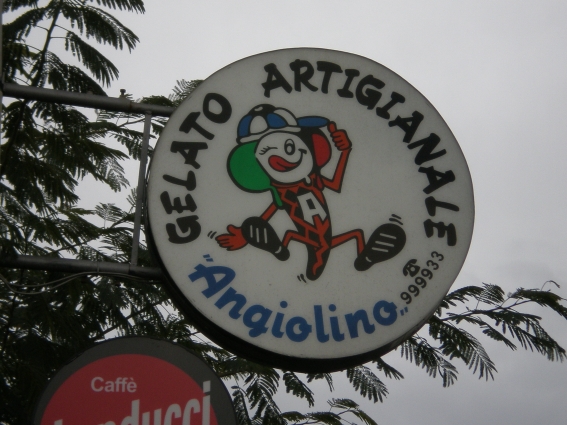 GELATO ARTIGIANALE
"Angiolino"
☎ 999933
Caffè